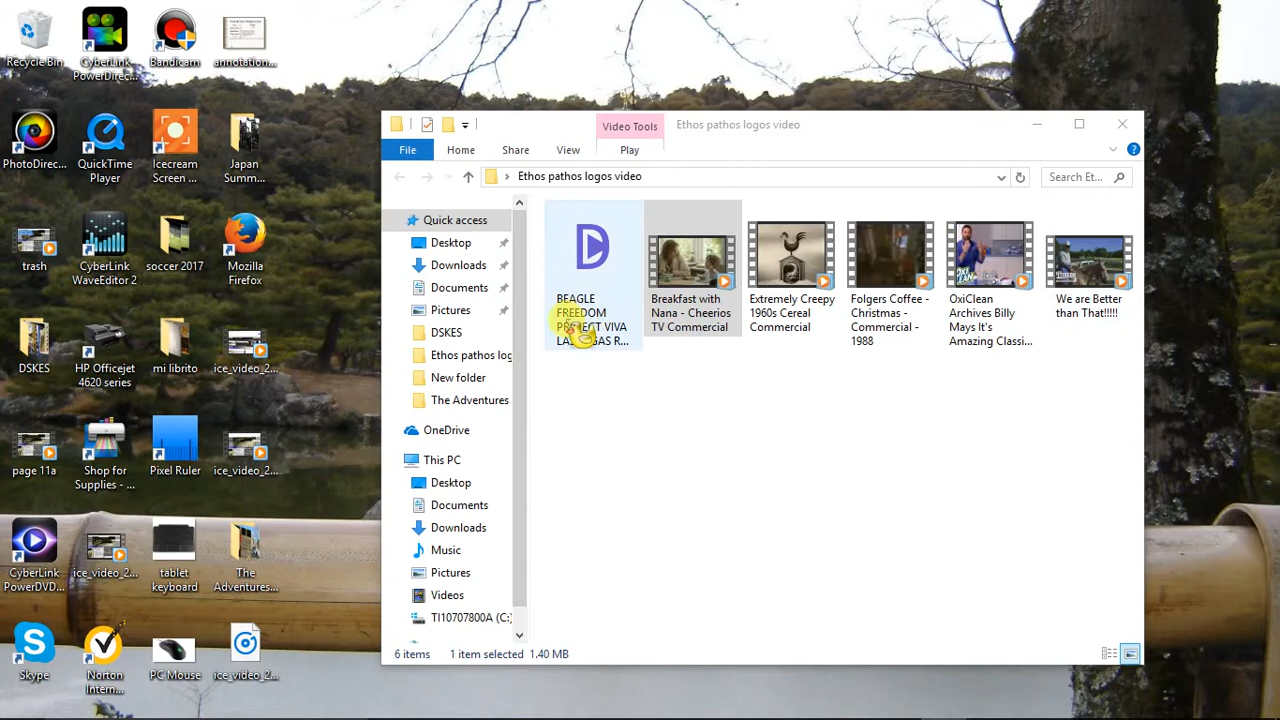 Recycle Bin
CyberLink
PowerDirec...
Bandicam
annotation...
PhotoDirec...
QuickTime
Player
Icecream
Screen ...
Japan
Summ...
trash
CyberLink
WaveEditor 2
soccer 2017
Mozilla
Firefox
DSKES
HP Officejet
4620 series
mi librito
ice_video_2...
page 11a
Shop for
Supplies - ...
Pixel Ruler
ice_video_2...
CyberLink
PowerDVD...
ice_video_2...
tablet
keyboard
The
Adventures...
Skype
Norton
Intern...
PC Mouse
ice_video_2...
Video Tools
Ethos pathos logos video
File
Home
Share
View
Play
Ethos pathos logos video
Search Et...
Quick access
Desktop
Downloads
Documents
Pictures
DSKES
Ethos pathos log
New folder
The Adventures
OneDrive
This PC
Desktop
Documents
Downloads
Music
Pictures
Videos
TI10707800A (C:)
BEAGLE
FREEDOM
PROJECT VIVA
LAS VEGAS R...
Breakfast with
Nana - Cheerios
TV Commercial
Extremely Creepy
1960s Cereal
Commercial
Folgers Coffee -
Christmas -
Commercial -
1988
OxiClean
Archives Billy
Mays It's
Amazing Classi...
We are Better
than That!!!!!
6 items
1 item selected 1.40 MB